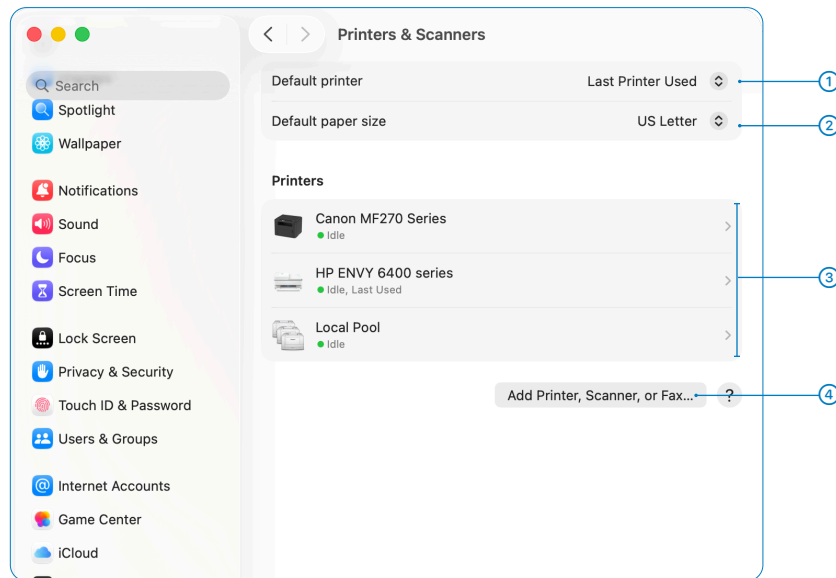 Printers & Scanners
Search
Spotlight
Wallpaper
Notifications
Sound
Focus
Screen Time
Lock Screen
Privacy & Security
Touch ID & Password
Users & Groups
Internet Accounts
Game Center
iCloud
Default printer Last Printer Used 1
Default paper size US Letter 2
Printers
Canon MF270 Series
Idle
HP ENVY 6400 series
Idle, Last Used
3
Local Pool
Idle
Add Printer, Scanner, or Fax... ? 4